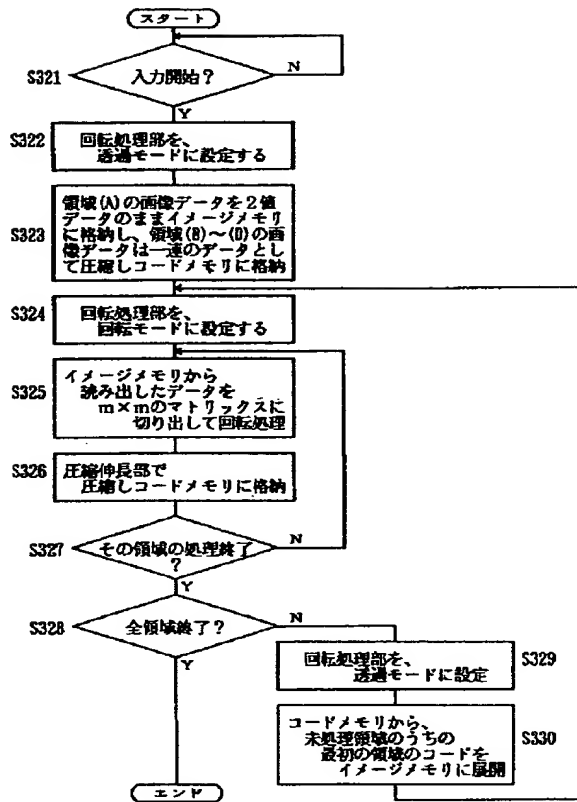 スタート
S321
入力開始？
N
Y
S322
回転処理部を、
透過モードに設定する
S323
領域(A)の画像データを2値
データのままイメージメモリ
に格納し、領域(B)〜(D)の画
像データは一連のデータとし
て圧縮しコードメモリに格納
S324
回転処理部を、
回転モードに設定する
S325
イメージメモリから
読み出したデータを
m×mのマトリックスに
切り出して回転処理
S326
圧縮伸長部で
圧縮しコードメモリに格納
S327
その領域の処理終了
？
N
Y
S328
全領域終了？
N
Y
回転処理部を、
透過モードに設定
S329
コードメモリから、
未処理領域のうちの
最初の領域のコードを
イメージメモリに展開
S330
エンド